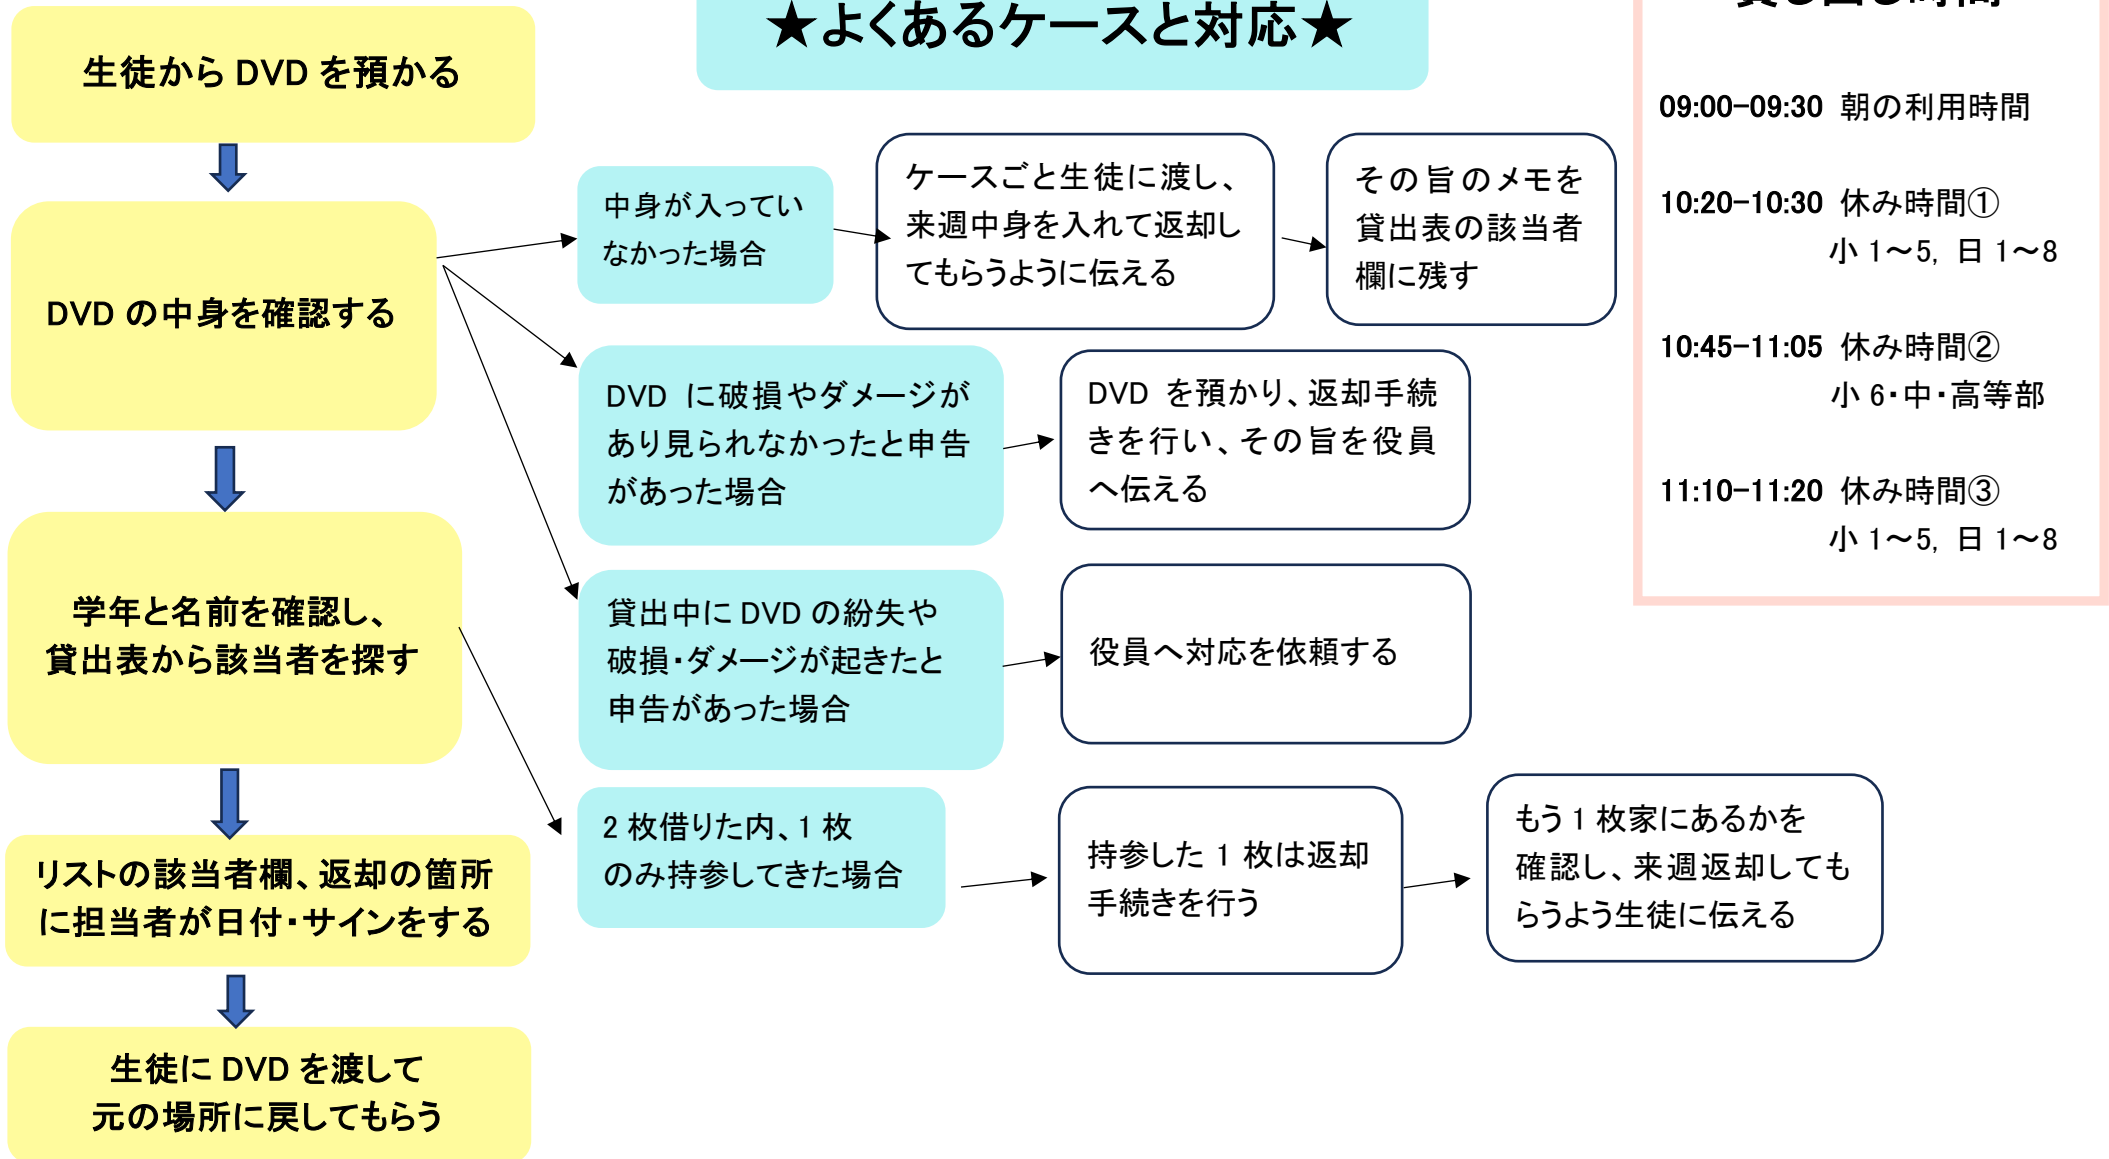 ★よくあるケースと対応★
生徒から DVD を預かる
DVD の中身を確認する
学年と名前を確認し、
貸出表から該当者を探す
リストの該当者欄、返却の箇所
に担当者が日付・サインをする
生徒に DVD を渡して
元の場所に戻してもらう
中身が入ってい
なかった場合
ケースごと生徒に渡し、
来週中身を入れて返却し
てもらうように伝える
その旨のメモを
貸出表の該当者
欄に残す
DVD に破損やダメージが
あり見られなかったと申告
があった場合
DVD を預かり、返却手続
きを行い、その旨を役員
へ伝える
貸出中に DVD の紛失や
破損・ダメージが起きたと
申告があった場合
役員へ対応を依頼する
2 枚借りた内、1 枚
のみ持参してきた場合
持参した 1 枚は返却
手続きを行う
もう 1 枚家にあるかを
確認し、来週返却しても
らうよう生徒に伝える
貸し出し時間
09:00-09:30 朝の利用時間
10:20-10:30 休み時間①
小 1～5, 日 1～8
10:45-11:05 休み時間②
小 6・中・高等部
11:10-11:20 休み時間③
小 1～5, 日 1～8